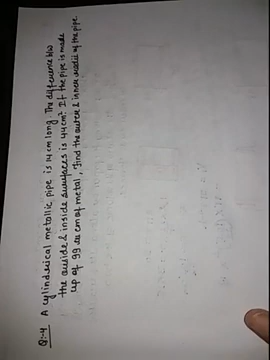 Q:-4 A cylindrical metallic pipe is 14 cm long. The difference b/w
the outside & inside surfaces is 44 cm². If the pipe is made
up of 99 cu cm of metal, find the outer & inner radii of the pipe